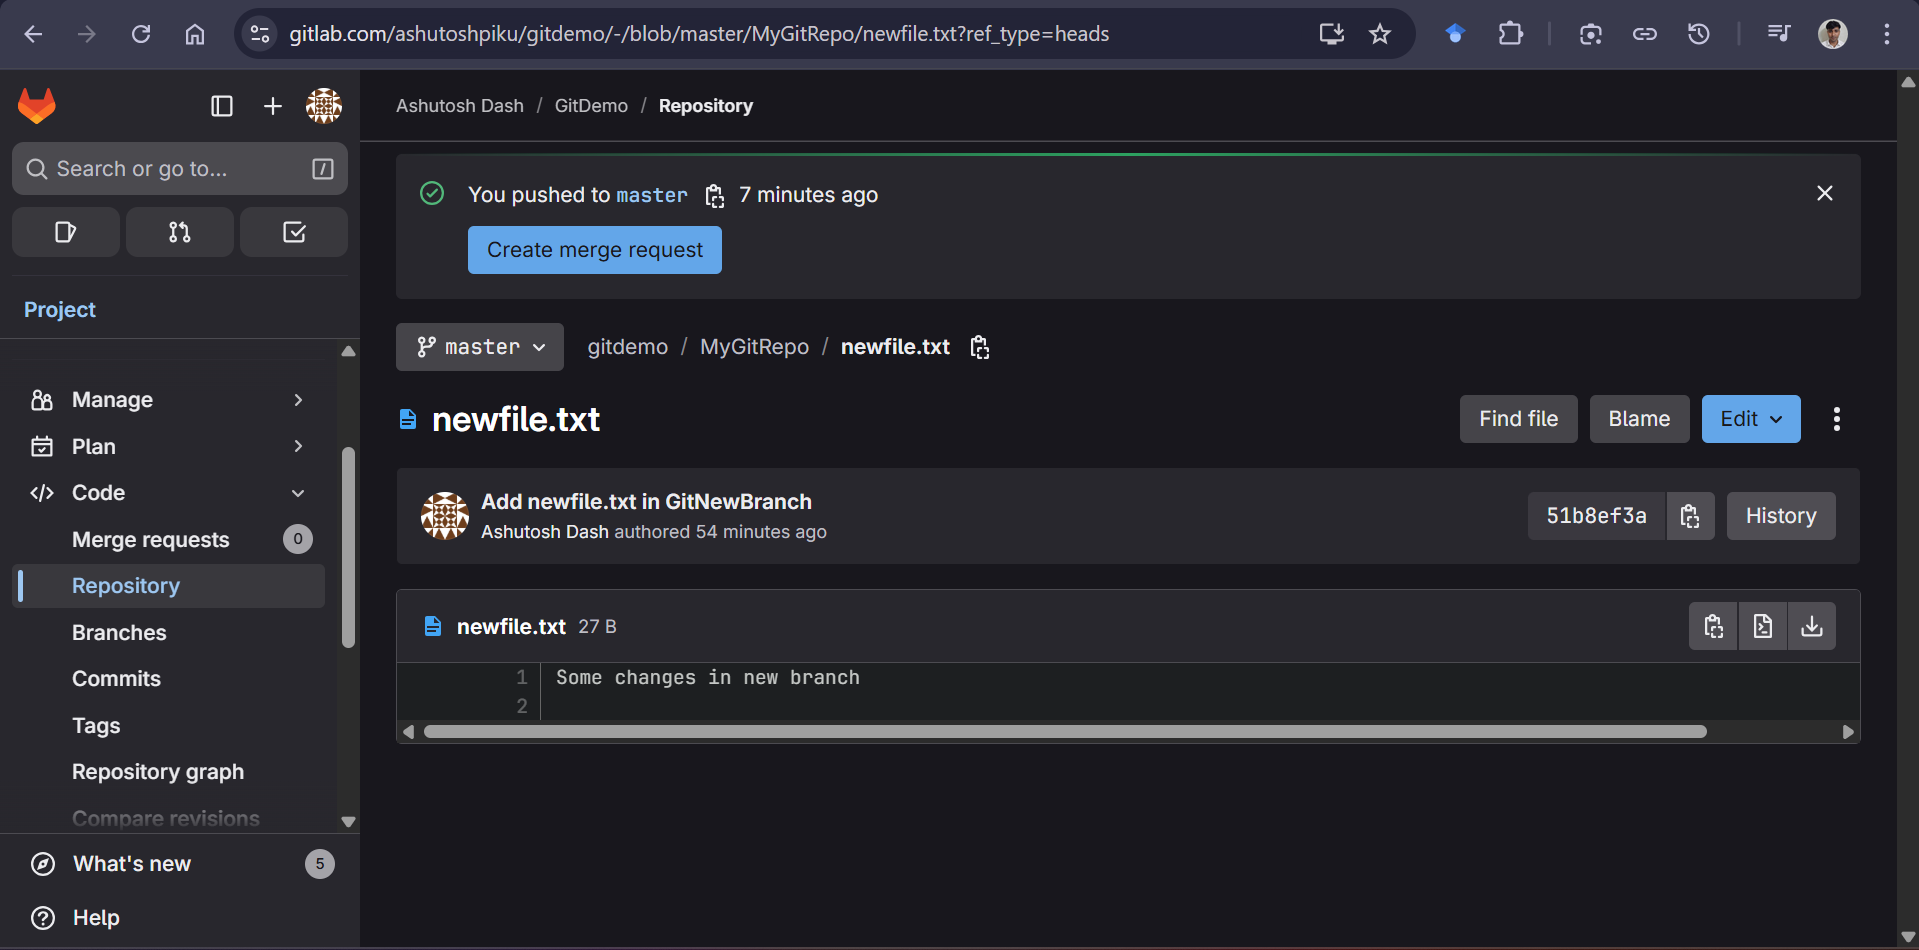 gitlab.com/ashutoshpiku/gitdemo/-/blob/master/MyGitRepo/newfile.txt?ref_type=heads
Search or go to... /
Project
Manage
Plan
Code
Merge requests 0
Repository
Branches
Commits
Tags
Repository graph
Compare revisions
What's new 5
Help
Ashutosh Dash / GitDemo / Repository
You pushed to master 7 minutes ago
Create merge request
master gitdemo / MyGitRepo / newfile.txt
newfile.txt
Find file Blame Edit
Add newfile.txt in GitNewBranch
Ashutosh Dash authored 54 minutes ago
51b8ef3a History
newfile.txt 27 B
1 Some changes in new branch
2